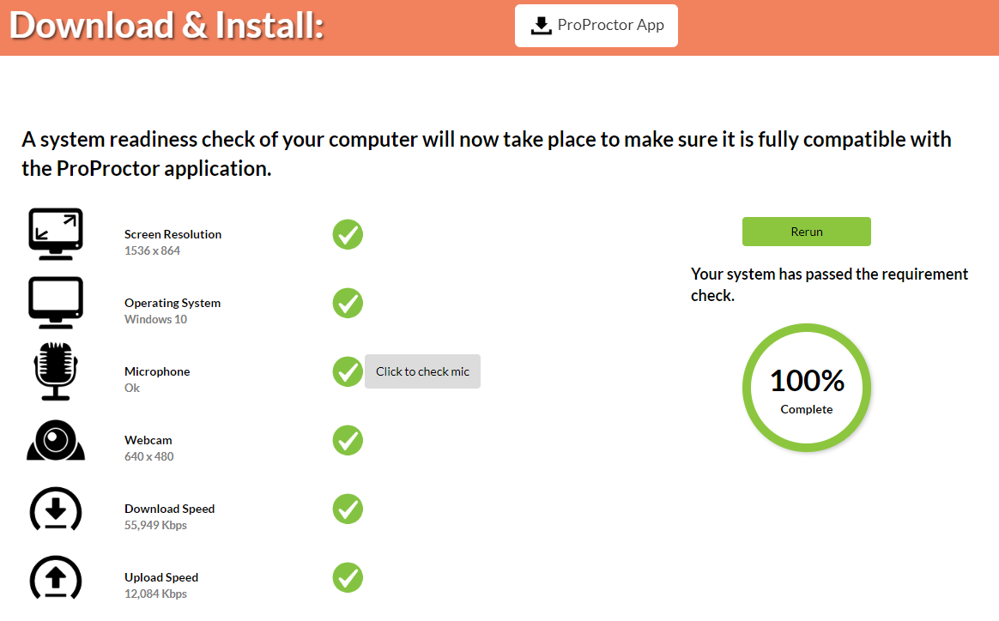 Download & Install:
ProProctor App
A system readiness check of your computer will now take place to make sure it is fully compatible with
the ProProctor application.
Screen Resolution
1536 x 864
Operating System
Windows 10
Microphone
Ok
Click to check mic
Webcam
640 x 480
Download Speed
55,949 Kbps
Upload Speed
12,084 Kbps
Rerun
Your system has passed the requirement
check.
100%
Complete